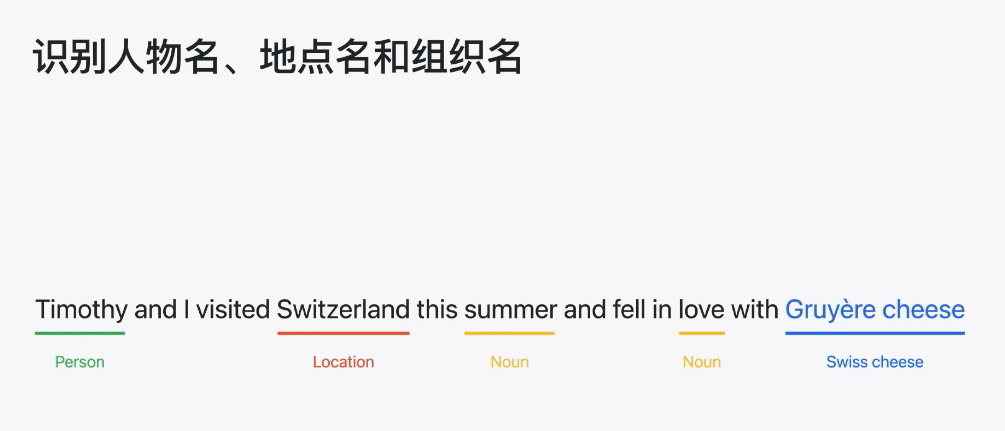 识别人物名、地点名和组织名
Timothy and I visited Switzerland this summer and fell in love with Gruyère cheese
Person Location Noun Noun Swiss cheese